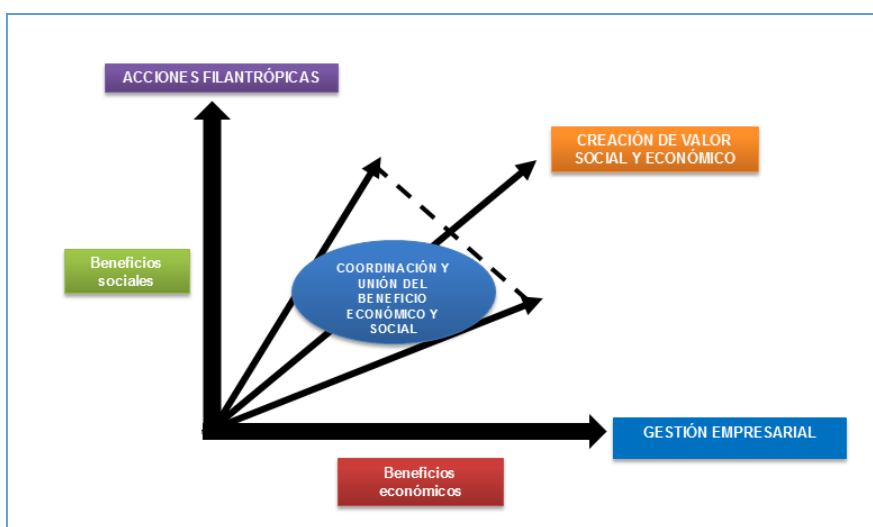 ACCIONES FILANTRÓPICAS
CREACIÓN DE VALOR
SOCIAL Y ECONÓMICO
Beneficios
sociales
COORDINACIÓN Y
UNIÓN DEL
BENEFICIO
ECONÓMICO Y
SOCIAL
GESTIÓN EMPRESARIAL
Beneficios
económicos